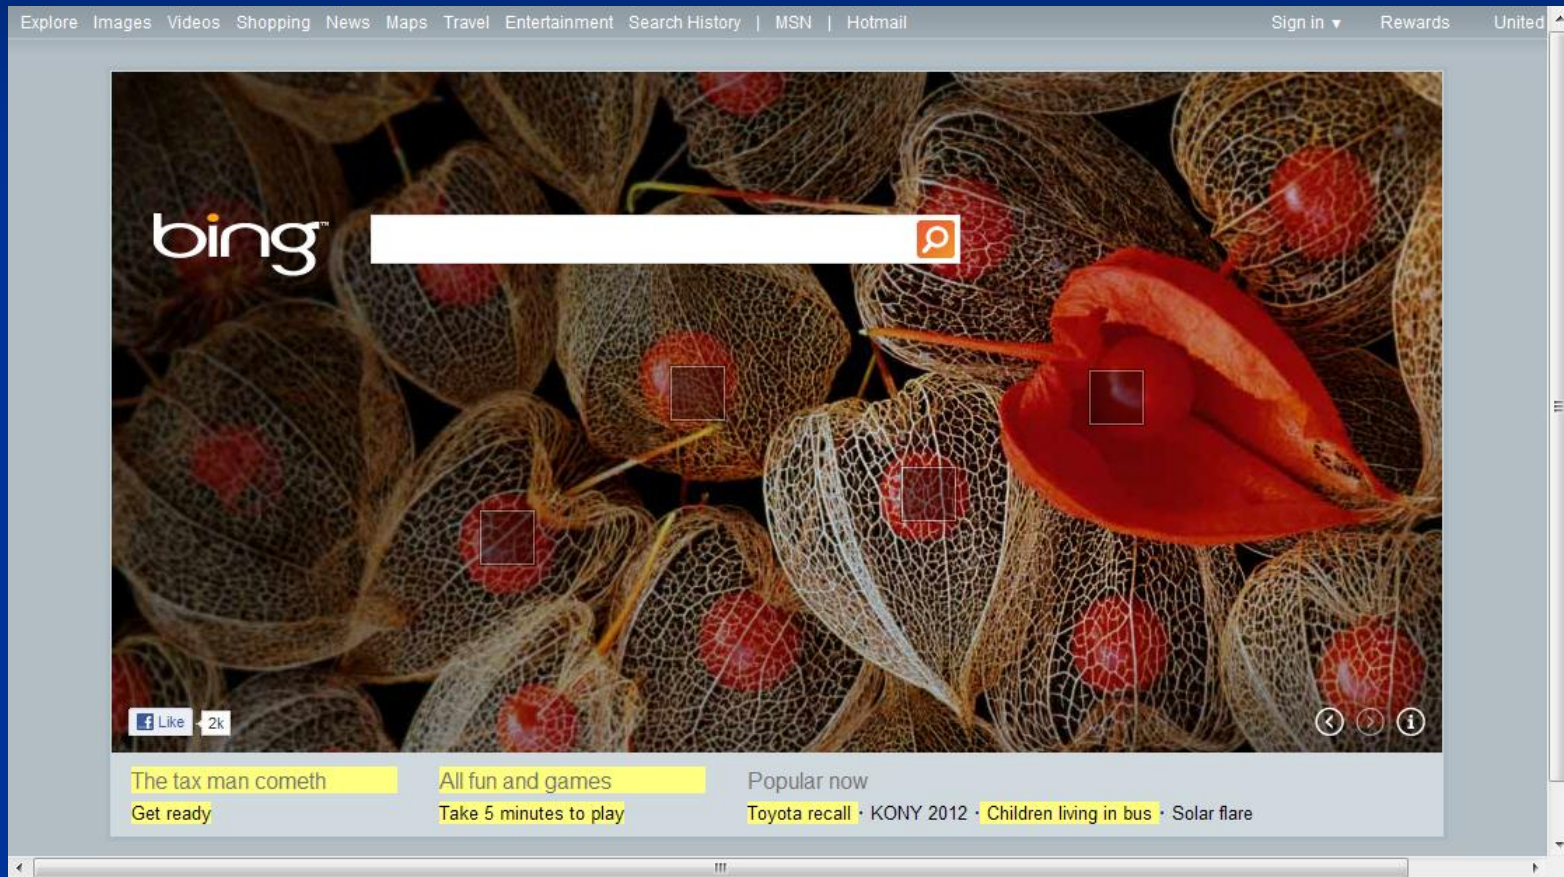 Explore Images Videos Shopping News Maps Travel Entertainment Search History | MSN | Hotmail Sign in ▼ Rewards United
bing™
Like 2k
The tax man cometh All fun and games Popular now
Get ready Take 5 minutes to play Toyota recall · KONY 2012 · Children living in bus · Solar flare